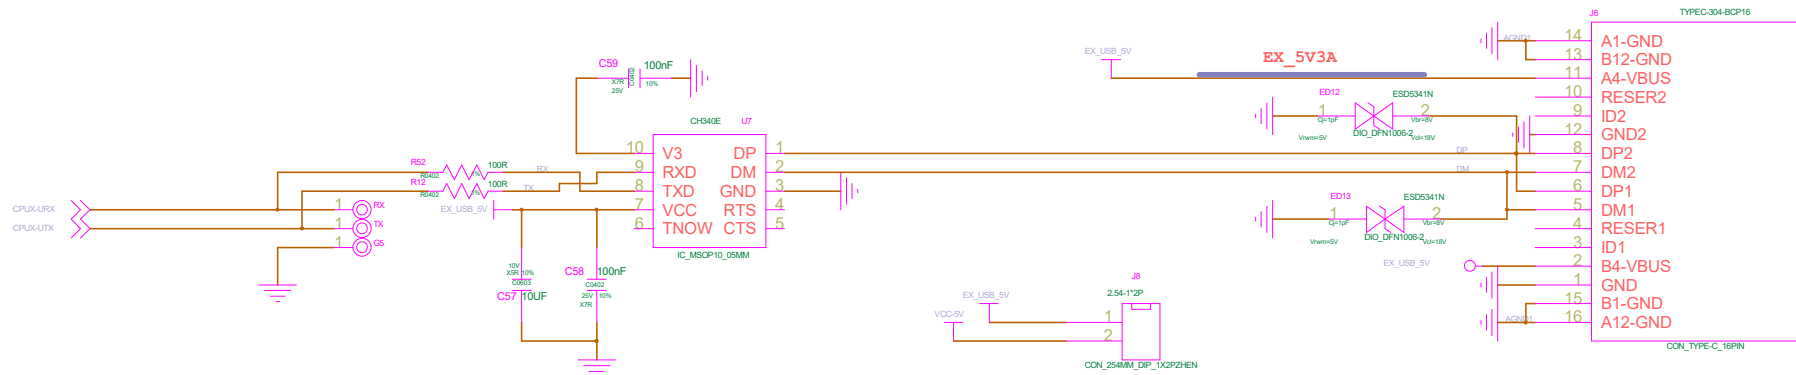 J6
TYPEC-304-BCP16
EX_USB_5V
EX_5V3A
AGND1
14 A1-GND
13 B12-GND
11 A4-VBUS
10 RESER2
9 ID2
12 GND2
8 DP2
7 DM2
6 DP1
5 DM1
4 RESER1
3 ID1
2 B4-VBUS
1 GND
15 B1-GND
16 A12-GND
CON_TYPE-C_16PIN
AGND1
EX_USB_5V
ED12
ESD5341N
1
2
Cj=1pF
Vbr=8V
Vrwm=5V
DIO_DFN1006-2
Vcl=18V
DP
DM
ED13
ESD5341N
1
2
Cj=1pF
Vbr=8V
Vrwm=5V
DIO_DFN1006-2
Vcl=18V
C59
100nF
X7R
C0402
10%
25V
CH340E
U7
10 V3
9 RXD
8 TXD
7 VCC
6 TNOW
DP 1
DM 2
GND 3
RTS 4
CTS 5
IC_MSOP10_05MM
R52
100R
R0402
1%
RX
R12
100R
R0402
1%
TX
EX_USB_5V
CPUX-URX
CPUX-UTX
1 RX
1 TX
1 G5
10V
X5R 10%
C0603
C57 10UF
C58 100nF
C0402
25V 10%
X7R
J8
2.54-1*2P
EX_USB_5V
VCC-5V
1
2
CON_254MM_DIP_1X2PZHEN